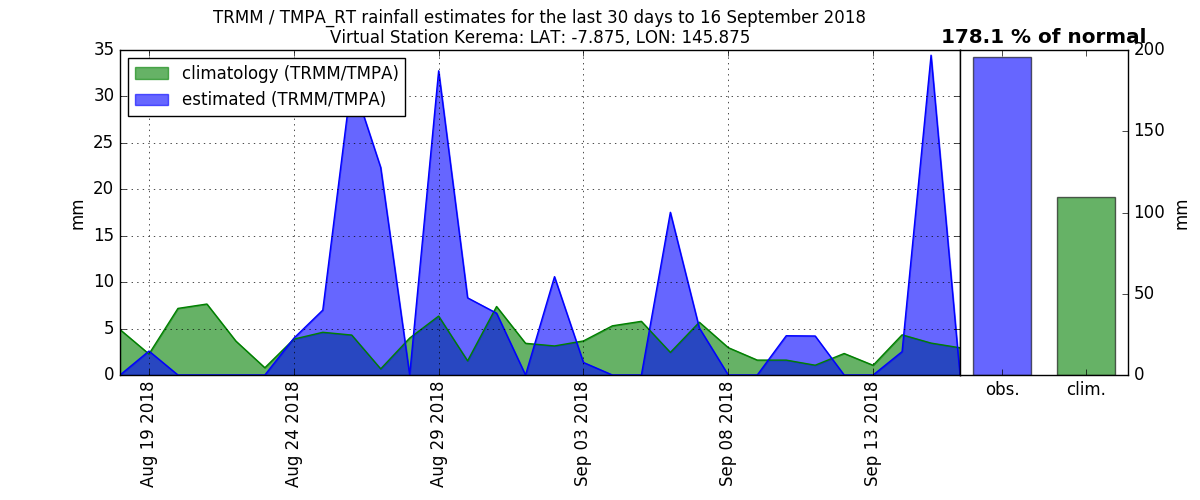 TRMM / TMPA_RT rainfall estimates for the last 30 days to 16 September 2018
Virtual Station Kerema: LAT: -7.875, LON: 145.875
178.1 % of normal
climatology (TRMM/TMPA)
estimated (TRMM/TMPA)
35
30
25
20
15
10
5
0
mm
Aug 19 2018
Aug 24 2018
Aug 29 2018
Sep 03 2018
Sep 08 2018
Sep 13 2018
obs.
clim.
200
150
100
50
0
mm